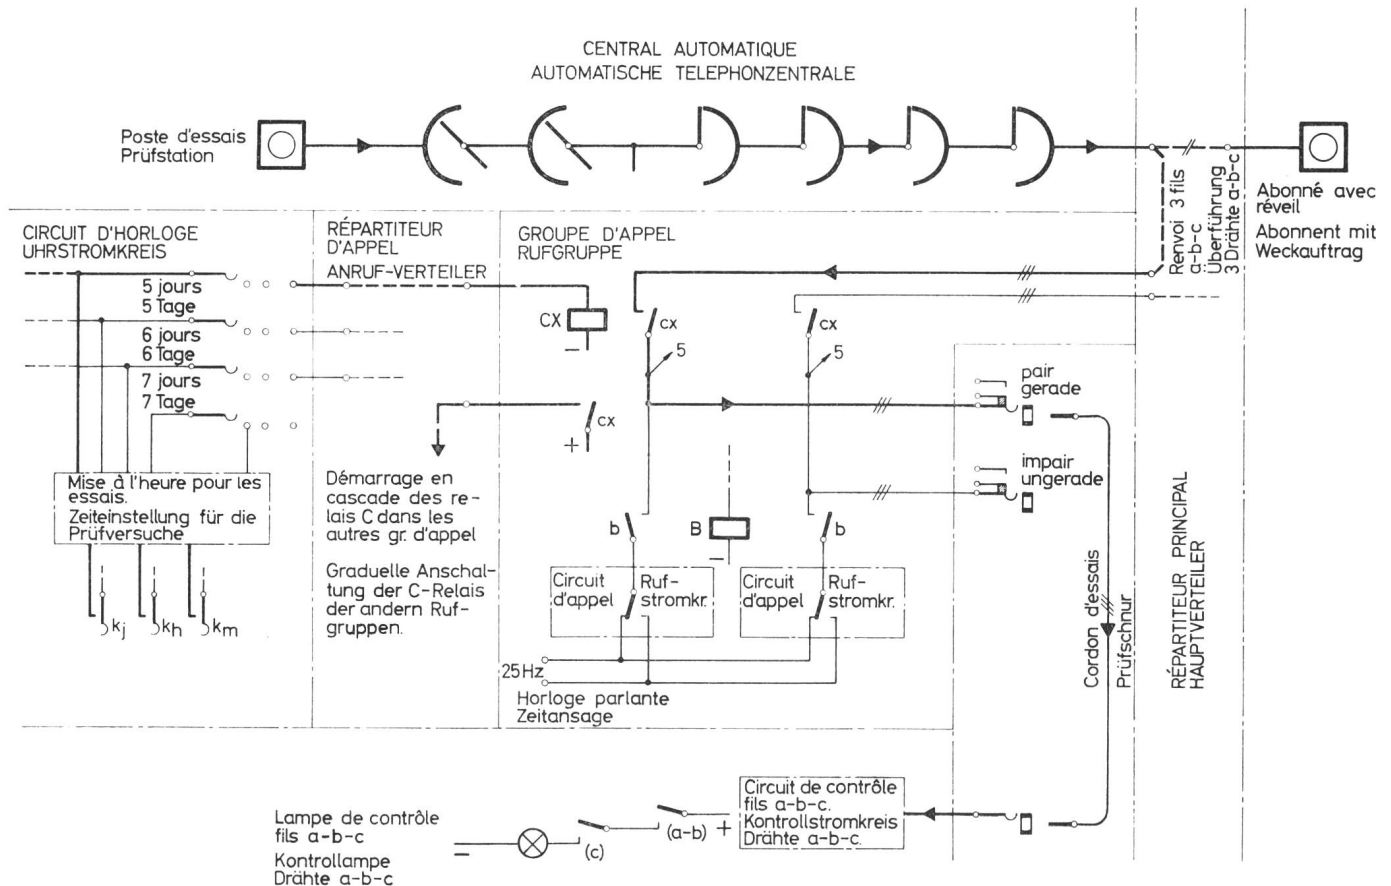 CENTRAL AUTOMATIQUE
AUTOMATISCHE TELEPHONZENTRALE
Poste d'essais
Prüfstation
Abonné avec
réveil
Abonnent mit
Weckauftrag
Renvoi 3 fils
a-b-c
Überführung
3 Drähte a-b-c
CIRCUIT D'HORLOGE
UHRSTROMKREIS
5 jours
5 Tage
6 jours
6 Tage
7 jours
7 Tage
Mise à l'heure pour les
essais.
Zeiteinstellung für die
Prüfversuche
kj
kh
km
RÉPARTITEUR
D'APPEL
ANRUF-VERTEILER
Démarrage en
cascade des re-
lais C dans les
autres gr. d'appel
Graduelle Anschal-
tung der C-Relais
der andern Ruf-
gruppen.
GROUPE D'APPEL
RUFGRUPPE
CX
−
cx
+
cx
5
cx
5
b
B
−
b
Circuit
d'appel
Ruf-
stromkr.
Circuit
d'appel
Ruf-
stromkr.
25Hz
Horloge parlante
Zeitansage
pair
gerade
impair
ungerade
Cordon d'essais
Prüfschnur
RÉPARTITEUR PRINCIPAL
HAUPTVERTEILER
Circuit de contrôle
fils a-b-c.
Kontrollstromkreis
Drähte a-b-c.
+
(a-b)
(c)
−
Lampe de contrôle
fils a-b-c
Kontrollampe
Drähte a-b-c